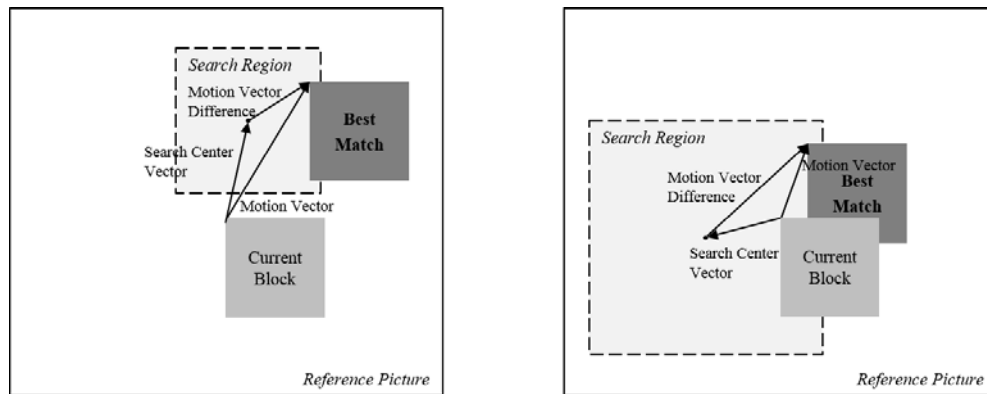 Search Region
Motion Vector
Difference
Best
Match
Search Center
Vector
Motion Vector
Current
Block
Reference Picture
Search Region
Motion Vector
Motion Vector
Difference
Best
Match
Search Center
Vector
Current
Block
Reference Picture